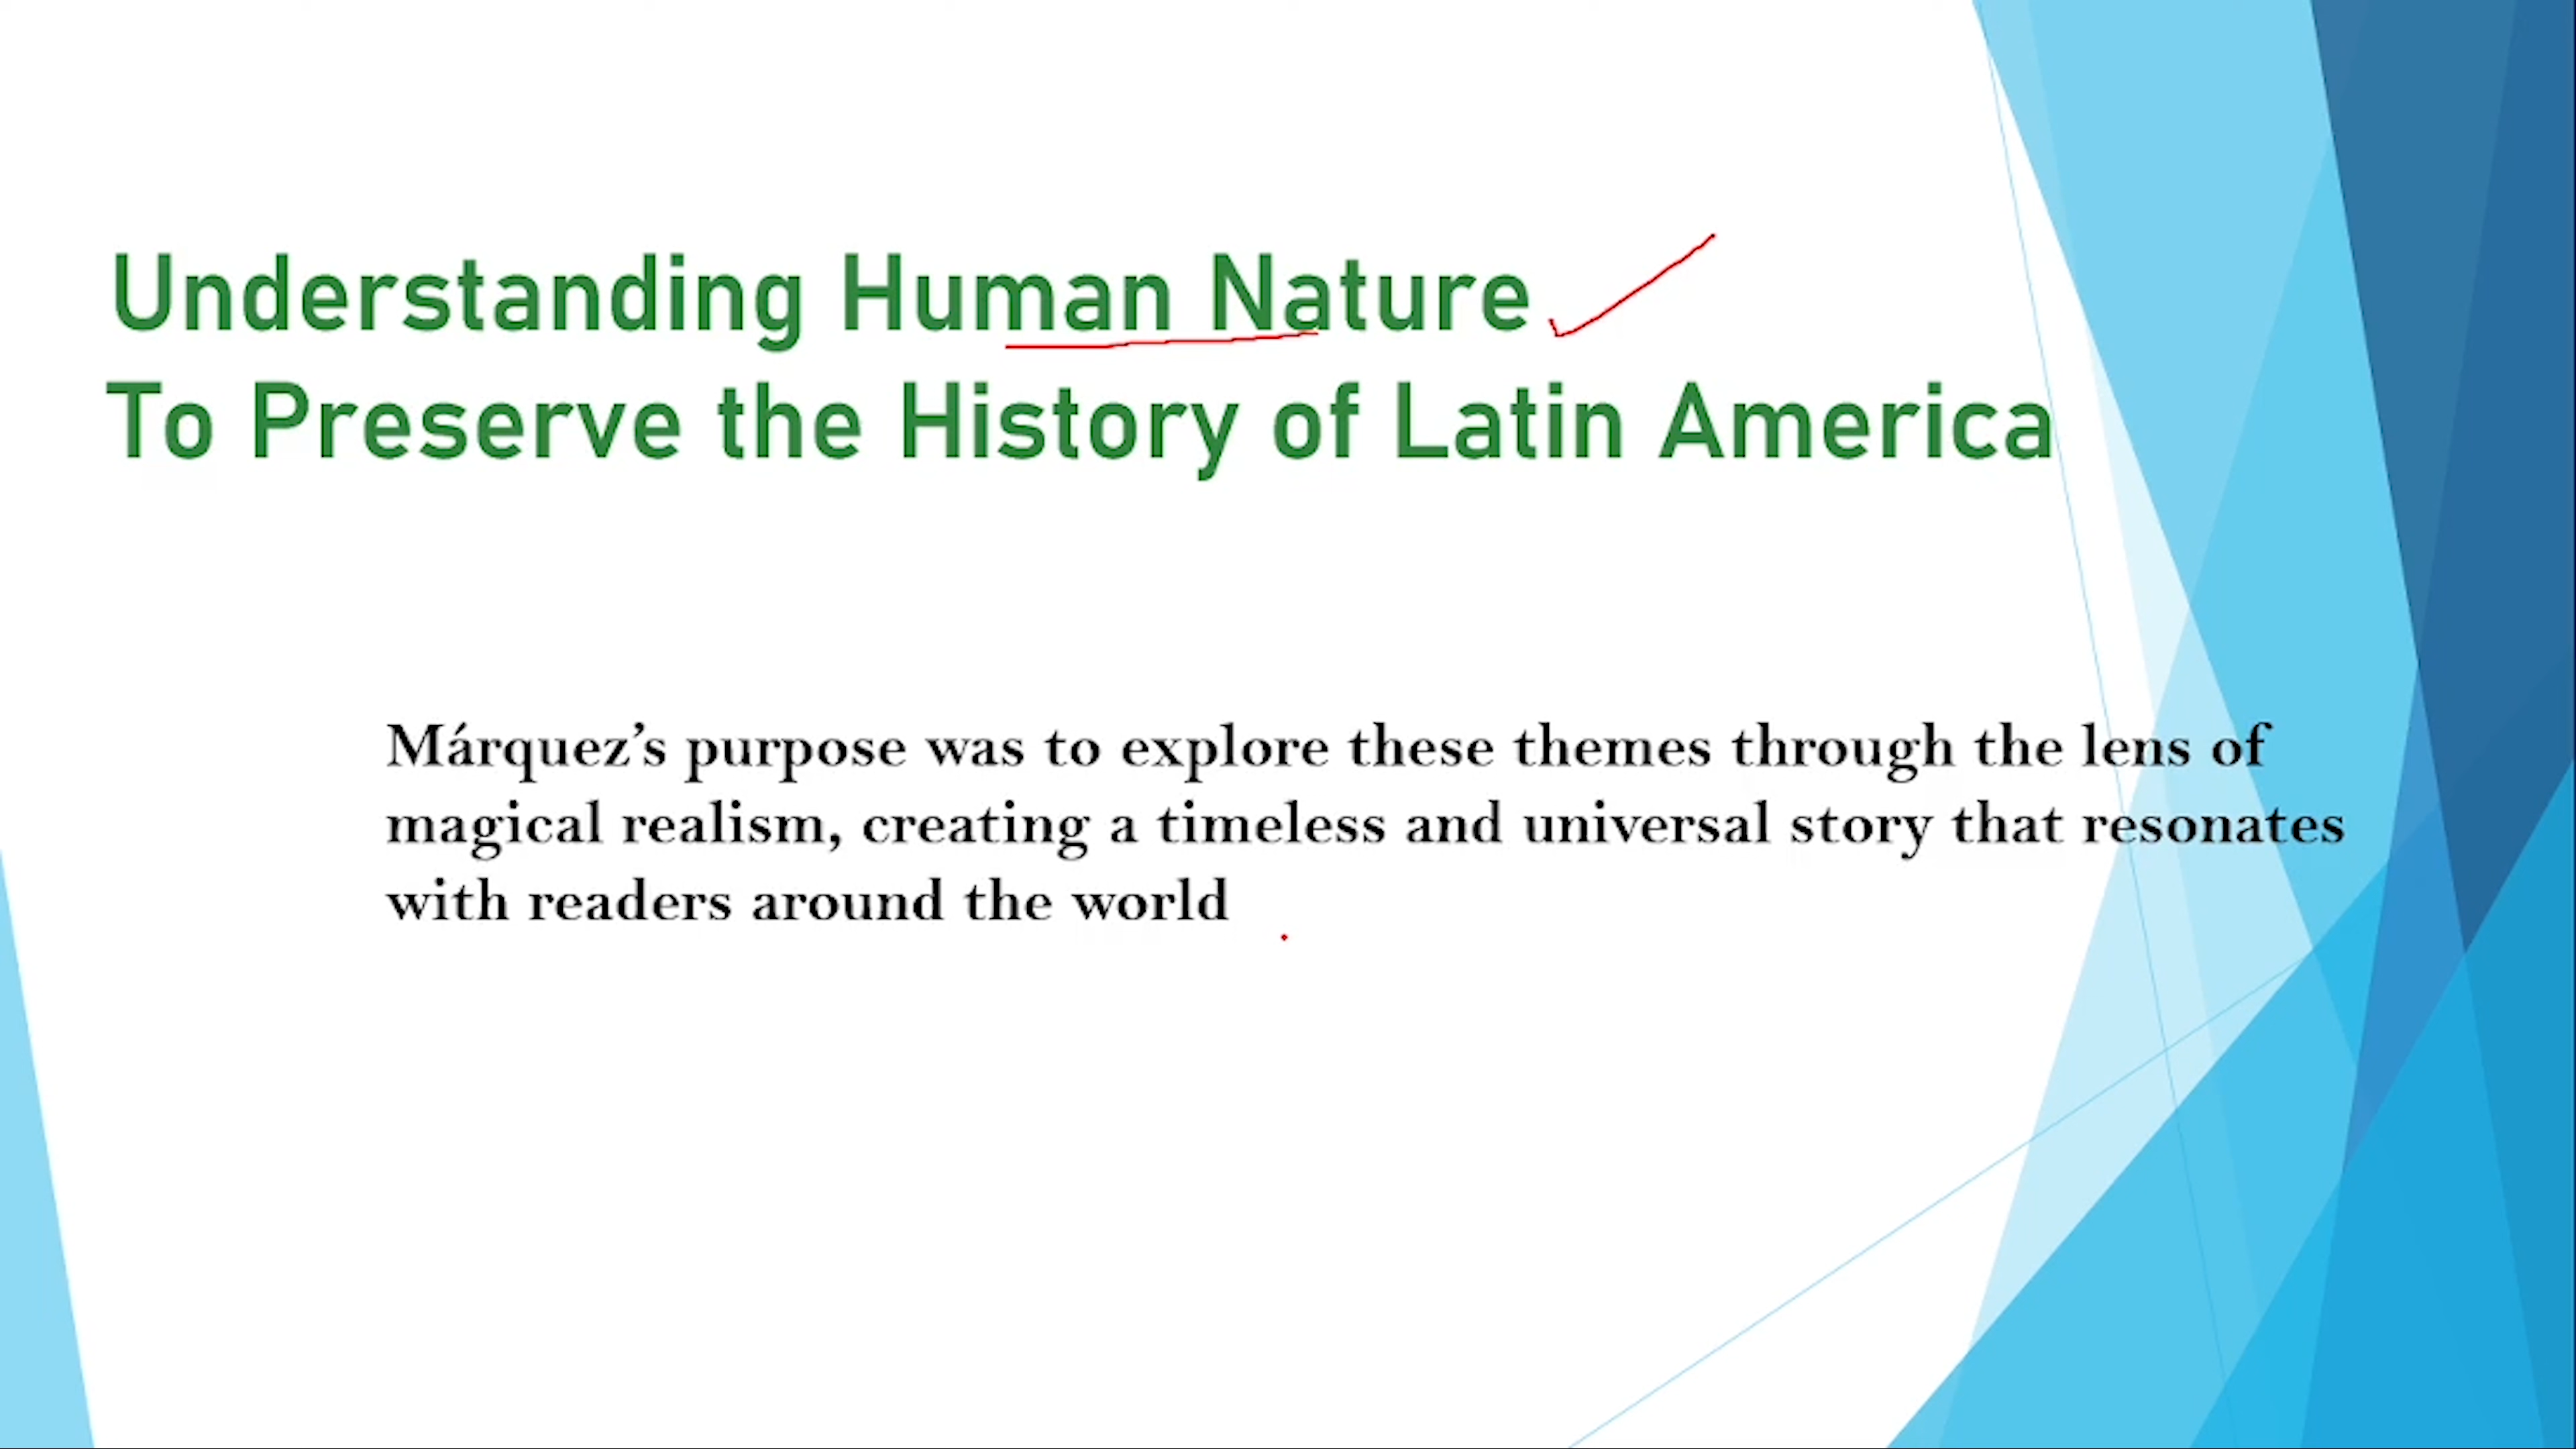 Understanding Human Nature
To Preserve the History of Latin America
Márquez’s purpose was to explore these themes through the lens of
magical realism, creating a timeless and universal story that resonates
with readers around the world